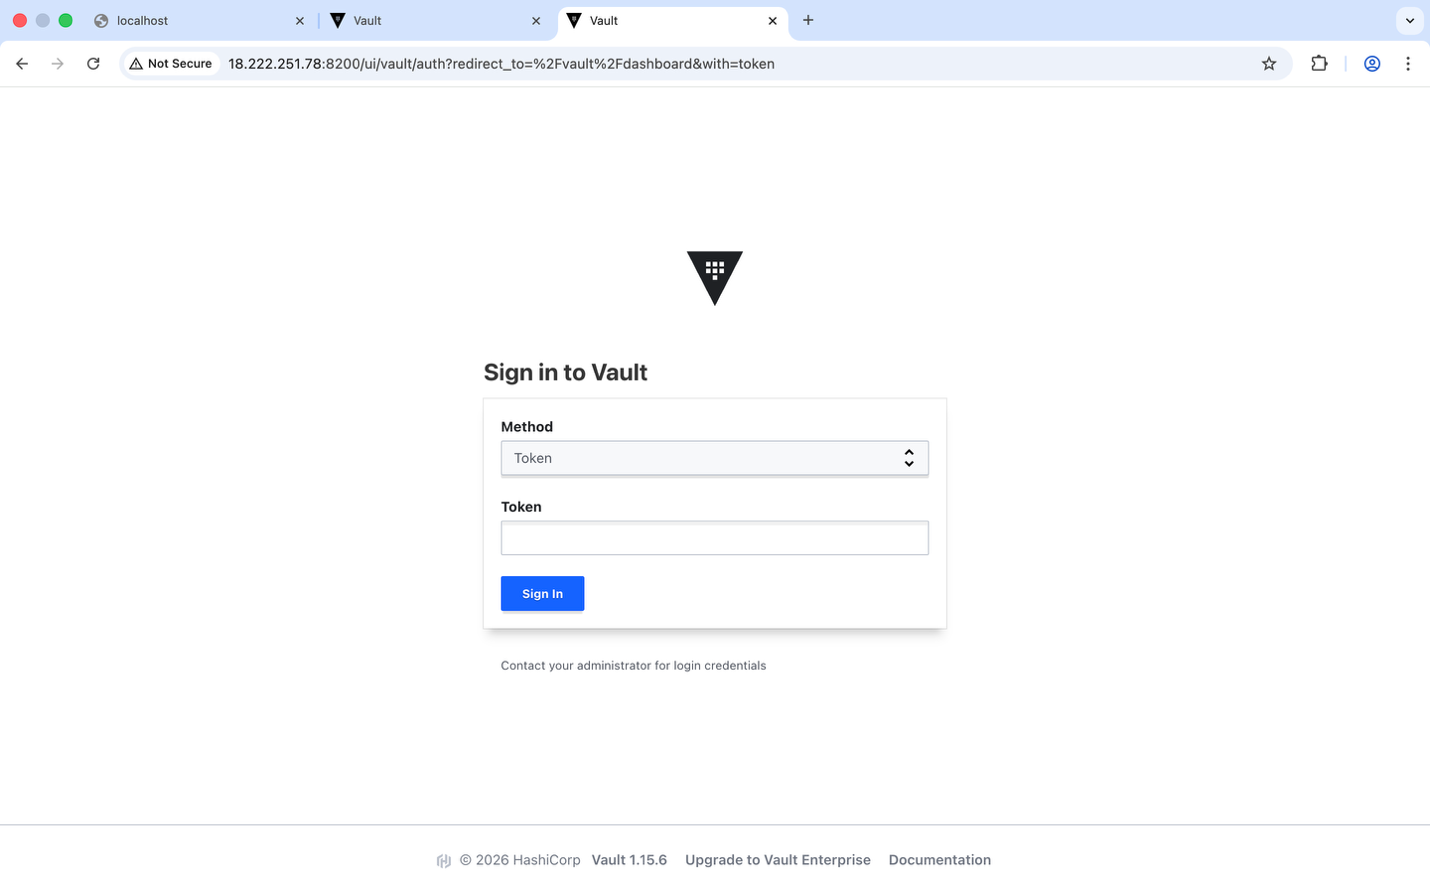 localhost
Vault
Vault
Not Secure
18.222.251.78:8200/ui/vault/auth?redirect_to=%2Fvault%2Fdashboard&with=token
Sign in to Vault
Method
Token
Token
Sign In
Contact your administrator for login credentials
© 2026 HashiCorp Vault 1.15.6 Upgrade to Vault Enterprise Documentation